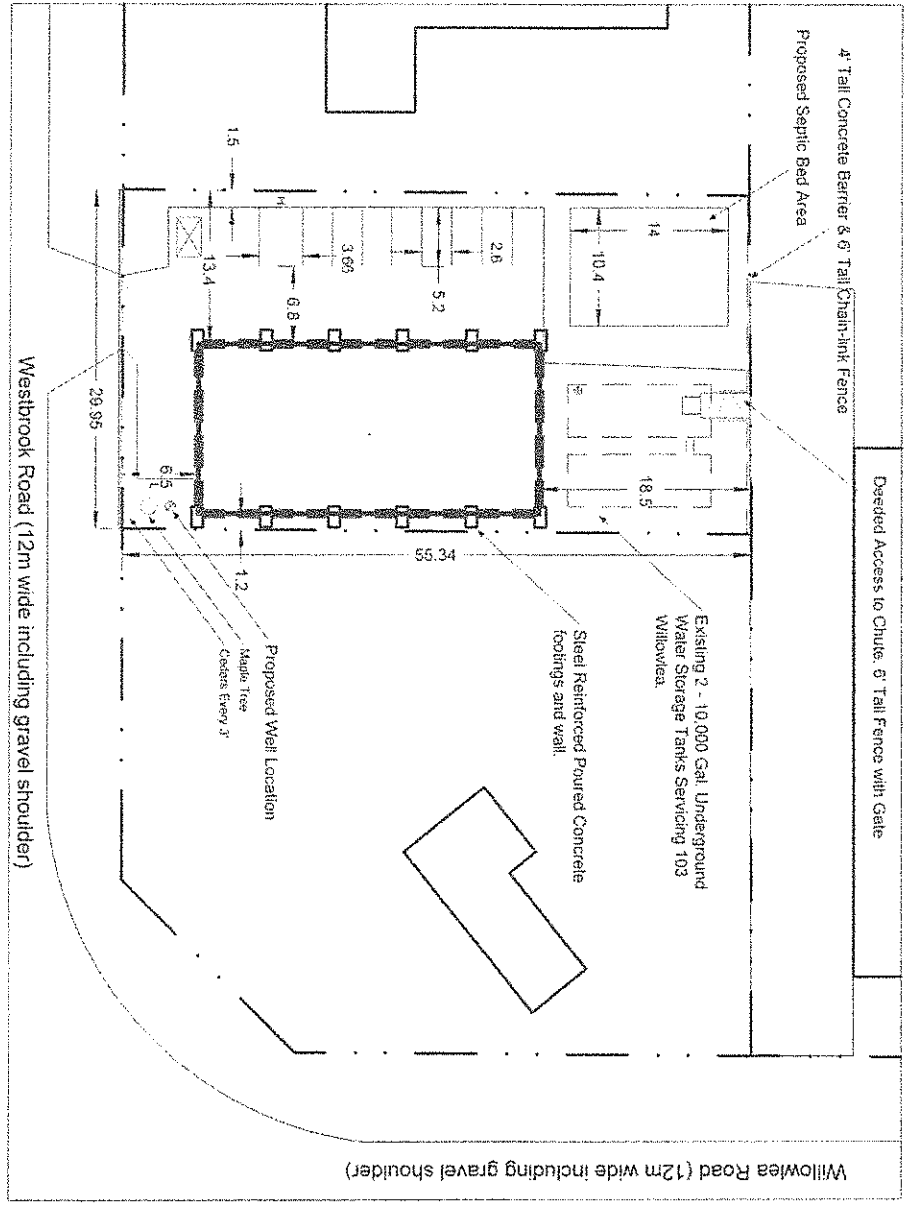 Deeded Access to Chute. 6' Tall Fence with Gate
4' Tall Concrete Barrier & 6' Tall Chain-link Fence
Proposed Septic Bed Area
14
10.4
1.5
13.4
3.66
6.8
2.6
5.2
18.5
55.34
Existing 2 - 10,000 Gal. Underground
Water Storage Tanks Servicing 103
Willowlea.
Steel Reinforced Poured Concrete
footings and wall.
1.2
6.5
29.95
Proposed Well Location
Maple Tree
Cedars Every 3'
Westbrook Road (12m wide including gravel shoulder)
Willowlea Road (12m wide including gravel shoulder)